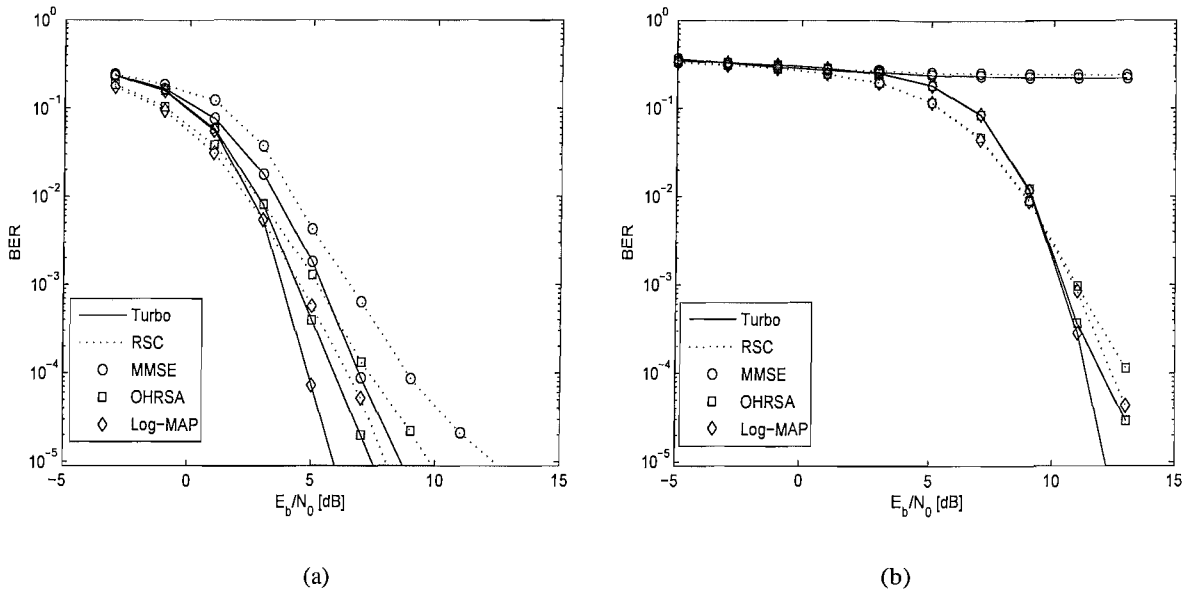 10^0
10^-1
10^-2
10^-3
10^-4
10^-5
BER
-5
0
5
10
15
E_b/N_0 [dB]
Turbo
RSC
MMSE
OHRSA
Log-MAP
(a)
10^0
10^-1
10^-2
10^-3
10^-4
10^-5
BER
-5
0
5
10
15
E_b/N_0 [dB]
Turbo
RSC
MMSE
OHRSA
Log-MAP
(b)